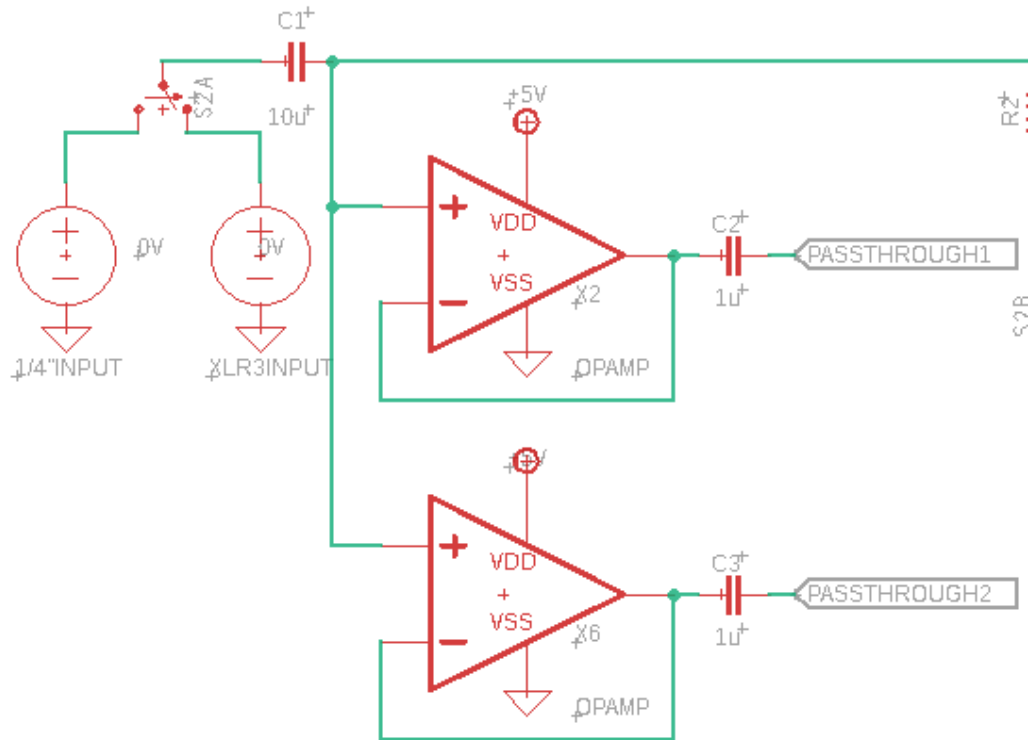 C1
S2A
10u
+5V
R2
0V
0V
VDD
VSS
X2
C2
1u
PASSTHROUGH1
S2B
1/4"INPUT
XLR3INPUT
OPAMP
+5V
VDD
VSS
X6
C3
1u
PASSTHROUGH2
OPAMP